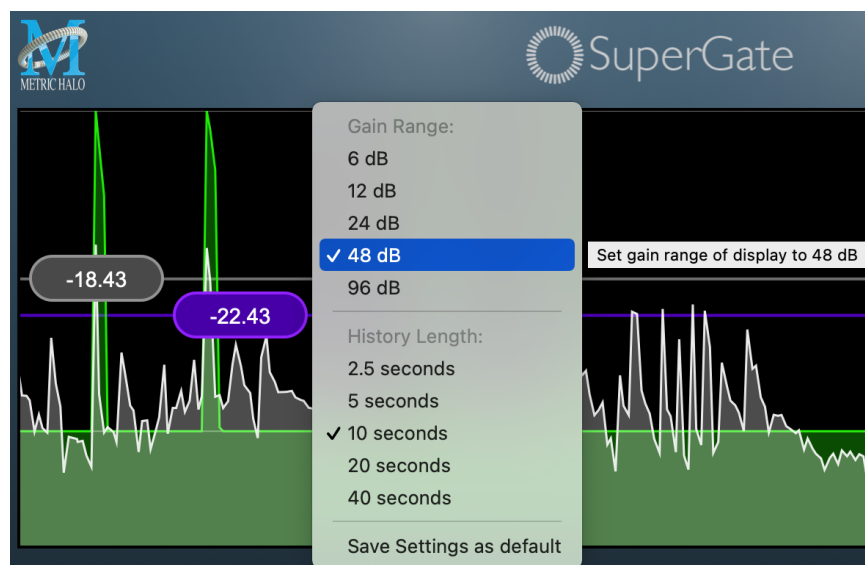 METRIC HALO
SuperGate
Gain Range:
6 dB
12 dB
24 dB
✓ 48 dB
Set gain range of display to 48 dB
96 dB
-18.43
-22.43
History Length:
2.5 seconds
5 seconds
✓ 10 seconds
20 seconds
40 seconds
Save Settings as default